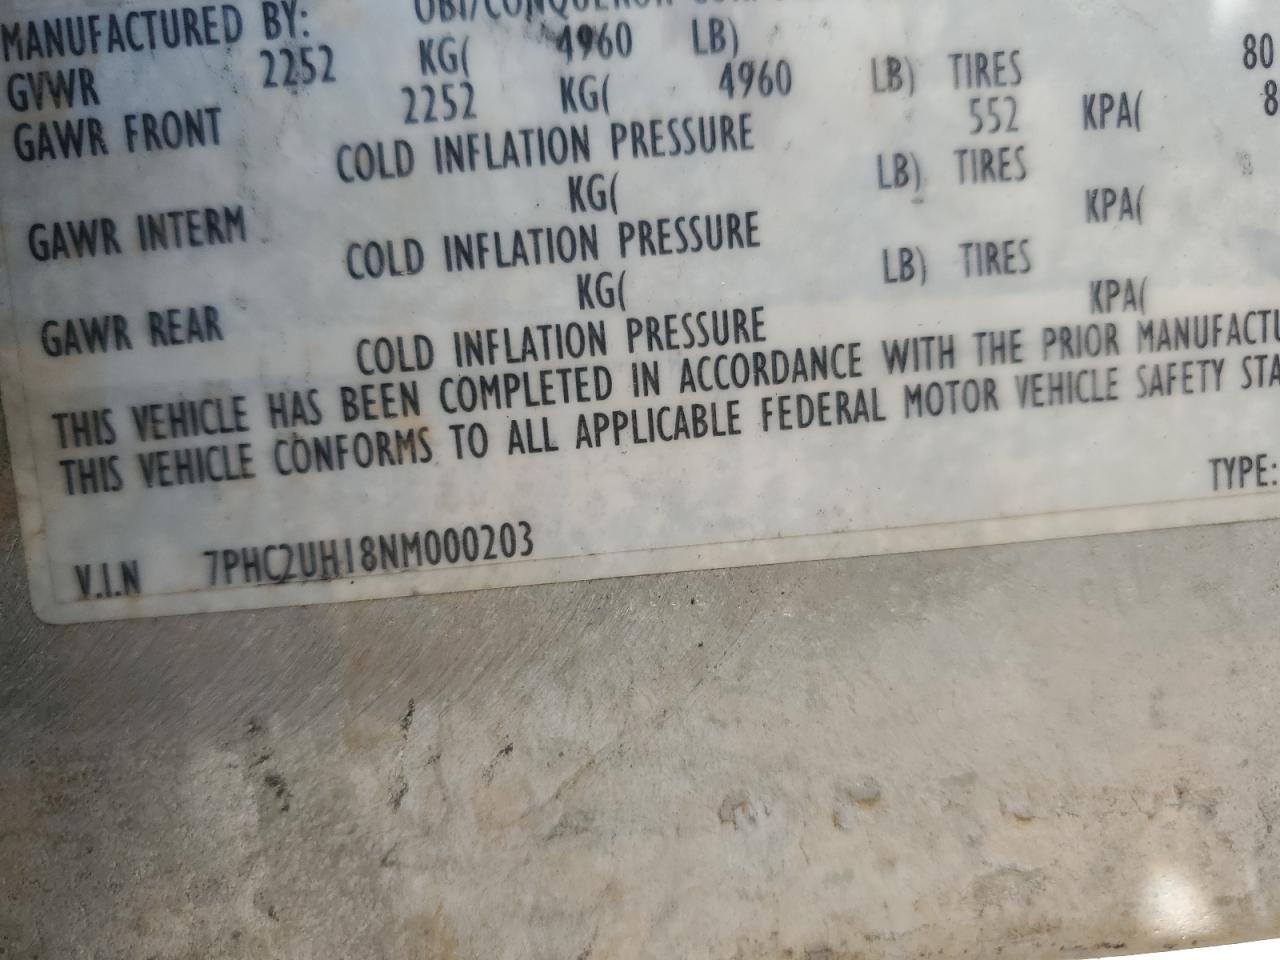 MANUFACTURED BY: OBI/CONQUEROR
GVWR 2252 KG( 4960 LB)
GAWR FRONT 2252 KG( 4960 LB) TIRES 80
COLD INFLATION PRESSURE 552 KPA( 8
GAWR INTERM KG( LB) TIRES
COLD INFLATION PRESSURE KPA(
GAWR REAR KG( LB) TIRES
COLD INFLATION PRESSURE KPA(
THIS VEHICLE HAS BEEN COMPLETED IN ACCORDANCE WITH THE PRIOR MANUFACTU
THIS VEHICLE CONFORMS TO ALL APPLICABLE FEDERAL MOTOR VEHICLE SAFETY STA
TYPE:
V.I.N 7PHC2UH18NM000203